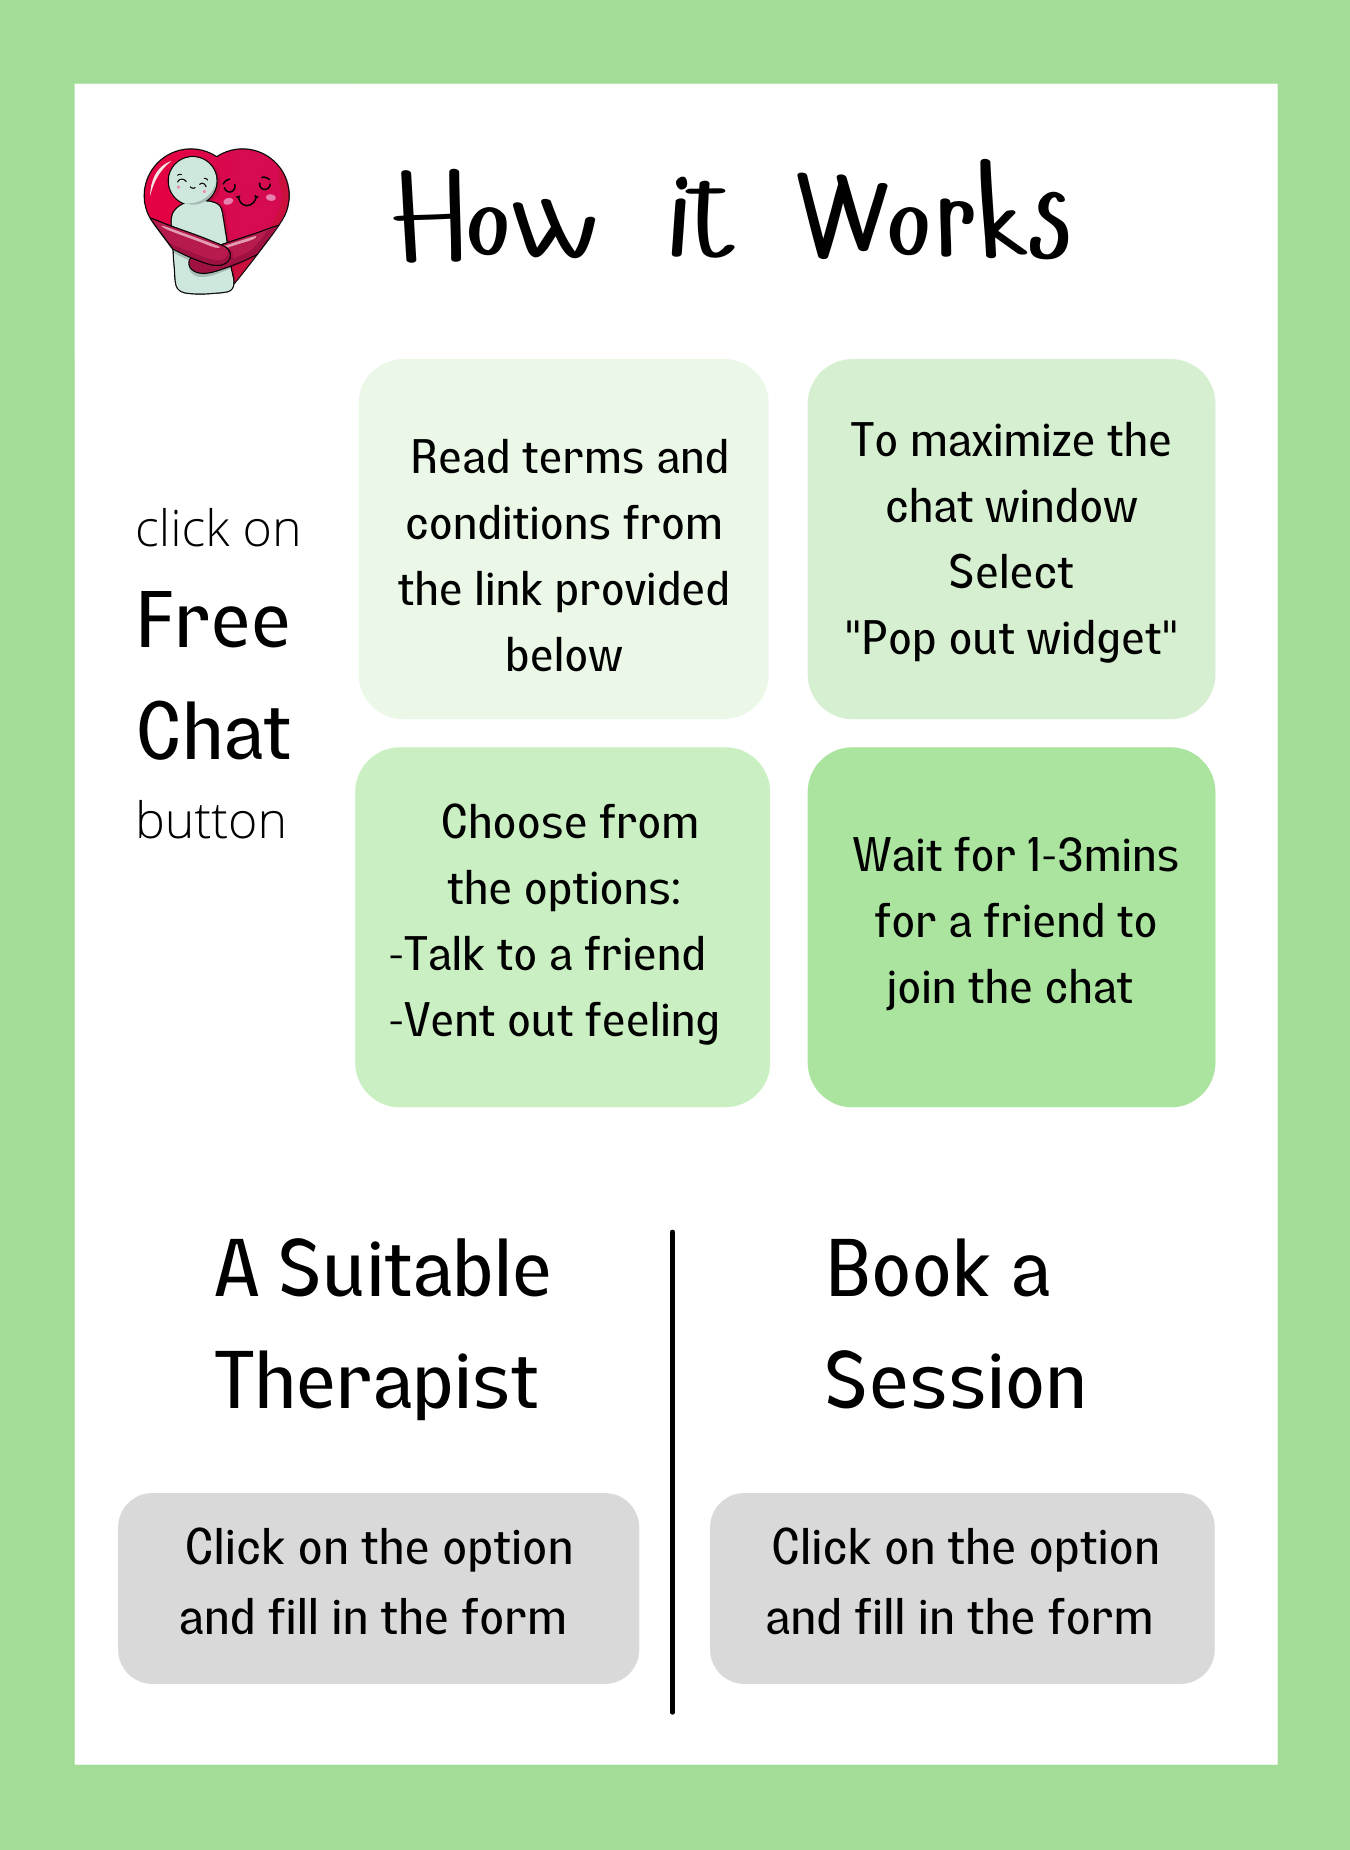 How it Works
click on
Free
Chat
button
Read terms and
conditions from
the link provided
below
To maximize the
chat window
Select
"Pop out widget"
Choose from
the options:
-Talk to a friend
-Vent out feeling
Wait for 1-3mins
for a friend to
join the chat
A Suitable
Therapist
Click on the option
and fill in the form
Book a
Session
Click on the option
and fill in the form